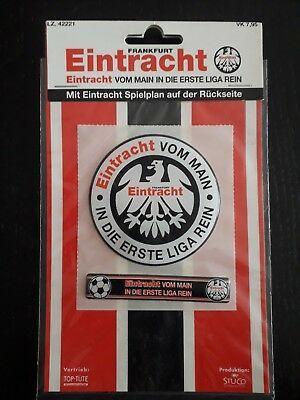 LZ. 42221 VK 7,95
FRANKFURT
Eintracht
Eintracht VOM MAIN IN DIE ERSTE LIGA REIN
Mit Eintracht Spielplan auf der Rückseite
Eintracht VOM MAIN
FRANKFURT
Eintracht
• IN DIE ERSTE LIGA REIN •
Eintracht VOM MAIN
IN DIE ERSTE LIGA REIN
Vertrieb:
TOP-TÜTE
Produktion:
STUCO